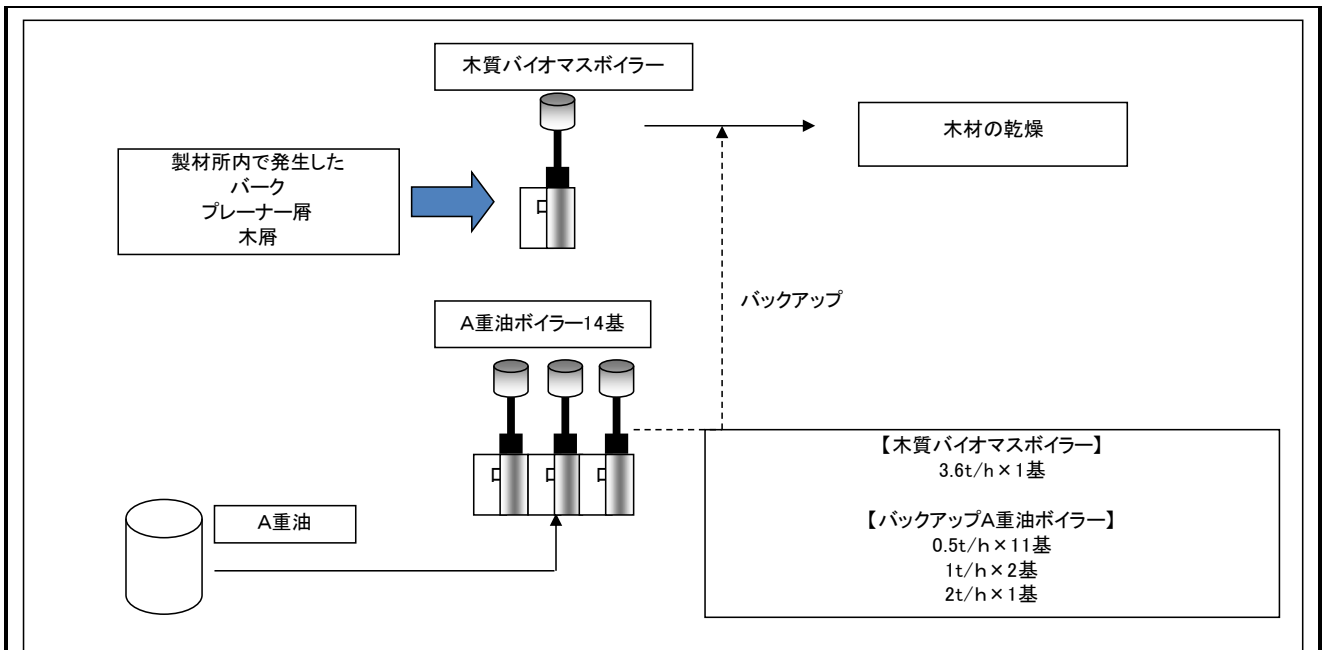 木質バイオマスボイラー
木材の乾燥
製材所内で発生した
バーク
プレーナー屑
木屑
バックアップ
A重油ボイラー14基
【木質バイオマスボイラー】
3.6t/h×1基
【バックアップA重油ボイラー】
0.5t/h×11基
1t/h×2基
2t/h×1基
A重油